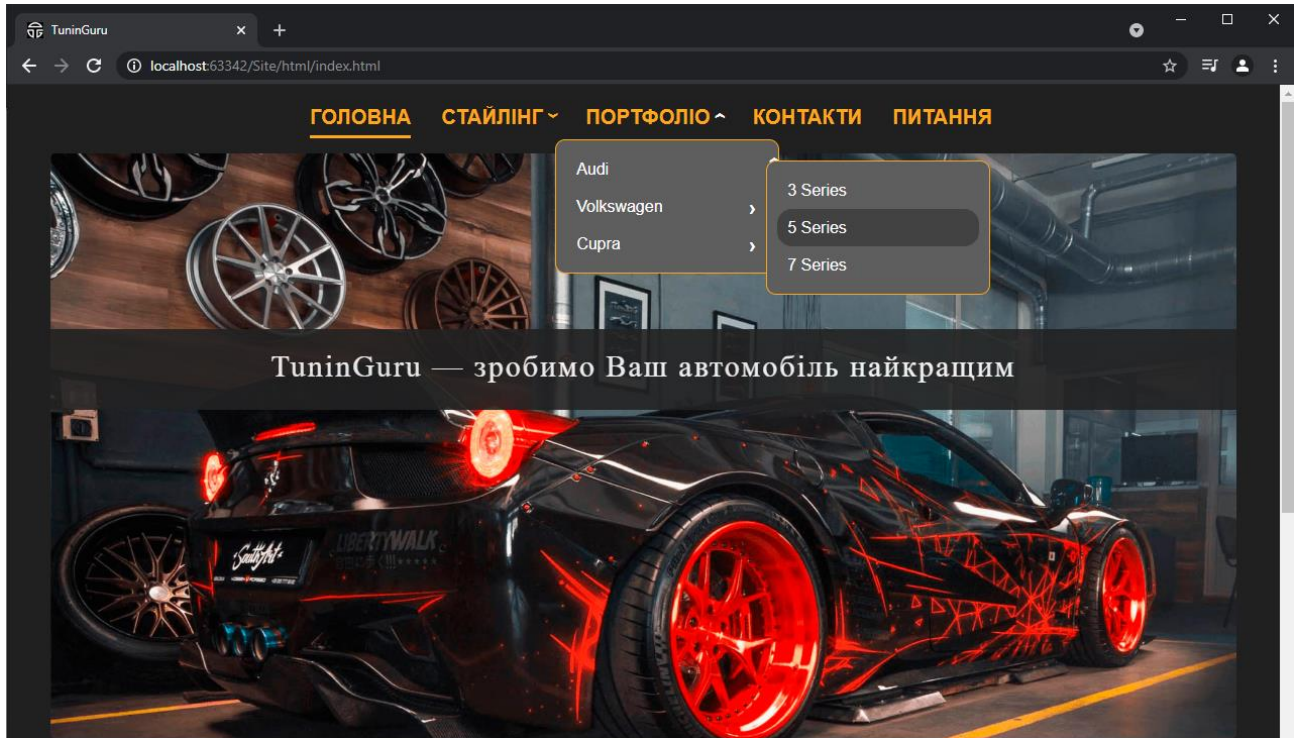 TuninGuru
localhost:63342/Site/html/index.html
ГОЛОВНА СТАЙЛІНГ ПОРТФОЛІО КОНТАКТИ ПИТАННЯ
Audi
Volkswagen
Cupra
3 Series
5 Series
7 Series
TuninGuru — зробимо Ваш автомобіль найкращим
LIBERTYWALK